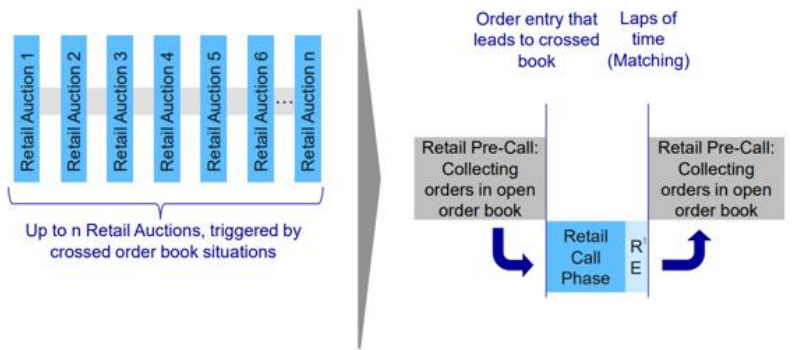 Retail Auction 1
Retail Auction 2
Retail Auction 3
Retail Auction 4
Retail Auction 5
Retail Auction 6
...
Retail Auction n
Up to n Retail Auctions, triggered by
crossed order book situations
Order entry that
leads to crossed
book
Laps of
time
(Matching)
Retail Pre-Call:
Collecting
orders in open
order book
Retail
Call
Phase
R¹
E
Retail Pre-Call:
Collecting
orders in open
order book